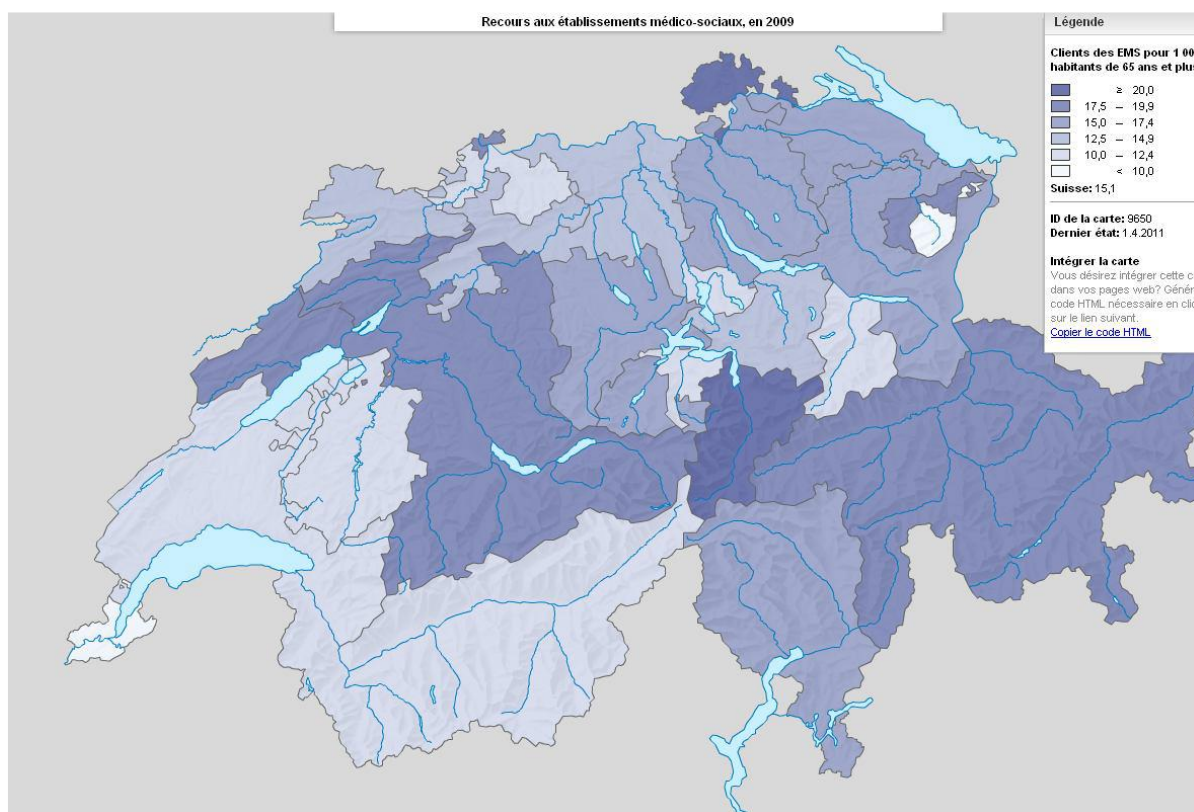 Recours aux établissements médico-sociaux, en 2009
Légende
Clients des EMS pour 1 00
habitants de 65 ans et plus
≥ 20,0
17,5 – 19,9
15,0 – 17,4
12,5 – 14,9
10,0 – 12,4
< 10,0
Suisse: 15,1
ID de la carte: 9650
Dernier état: 1.4.2011
Intégrer la carte
Vous désirez intégrer cette c
dans vos pages web? Génér
code HTML nécessaire en clic
sur le lien suivant.
Copier le code HTML